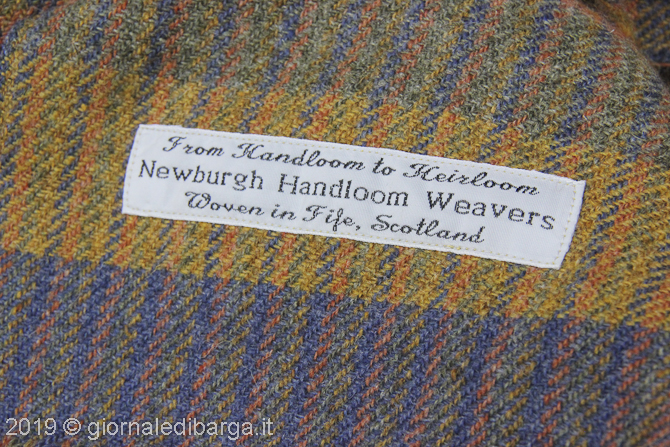 From Handloom to Heirloom
Newburgh Handloom Weavers
Woven in Fife, Scotland
2019 © giornaledibarga.it